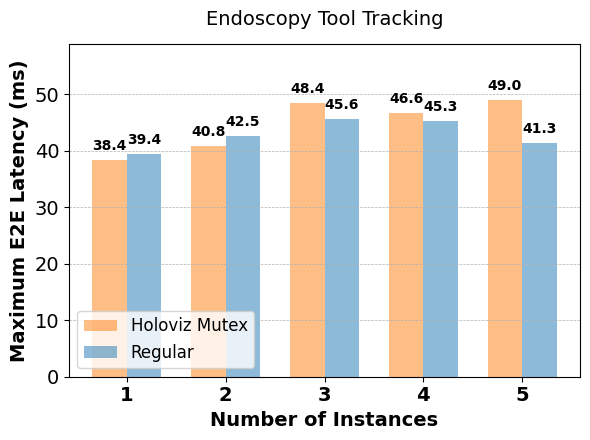 Endoscopy Tool Tracking
Maximum E2E Latency (ms)
50
40
30
20
10
0
38.4
39.4
40.8
42.5
48.4
45.6
46.6
45.3
49.0
41.3
Holoviz Mutex
Regular
1 2 3 4 5
Number of Instances